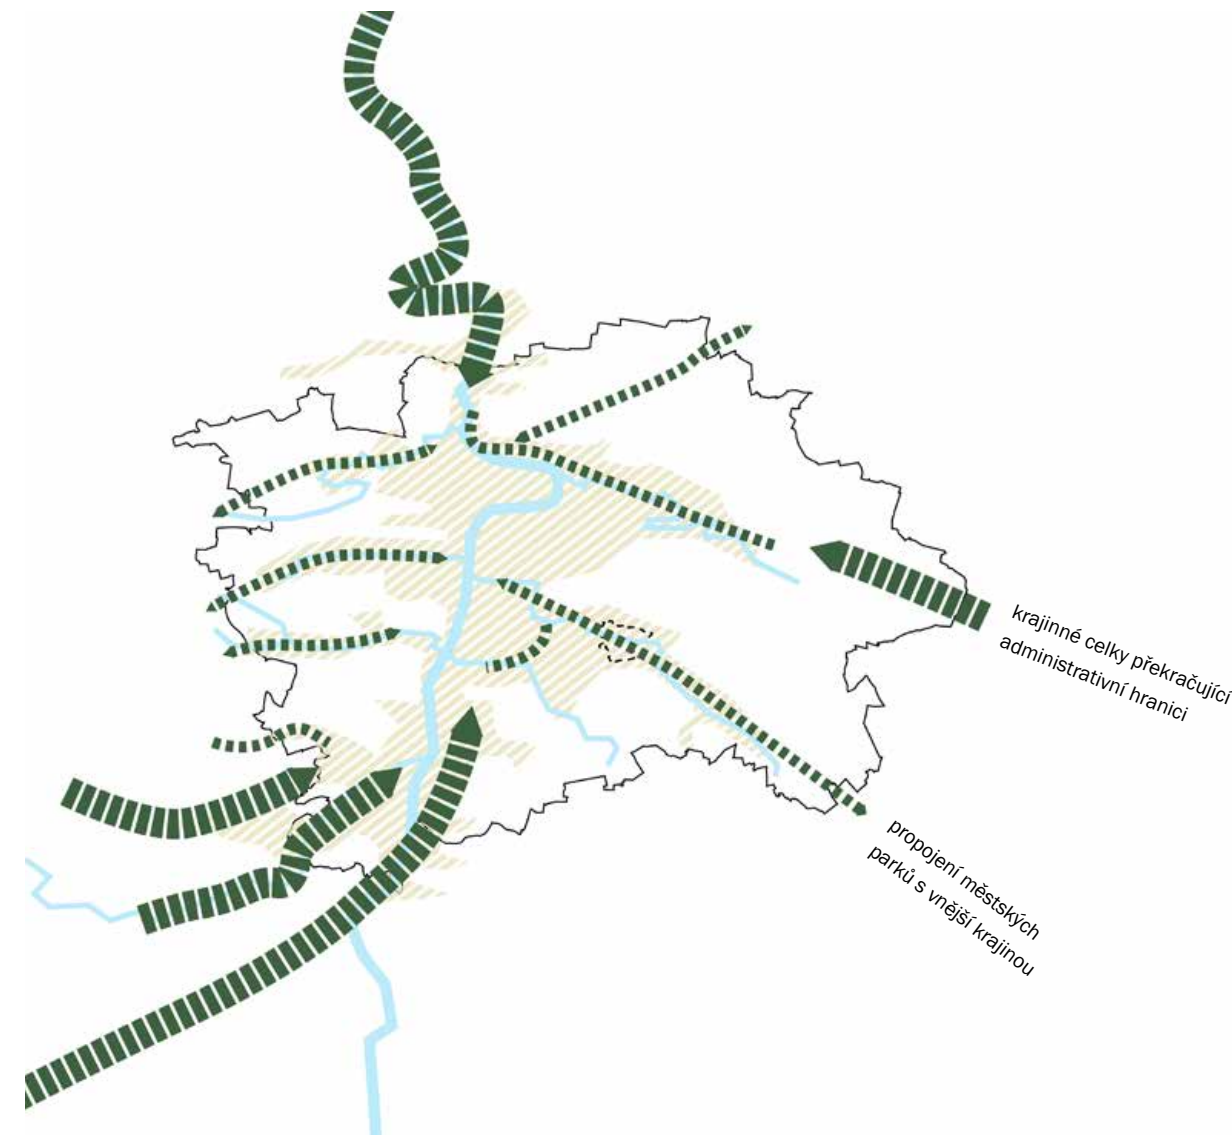 krajinné celky překračující
administrativní hranici
propojení městských
parků s vnější krajinou